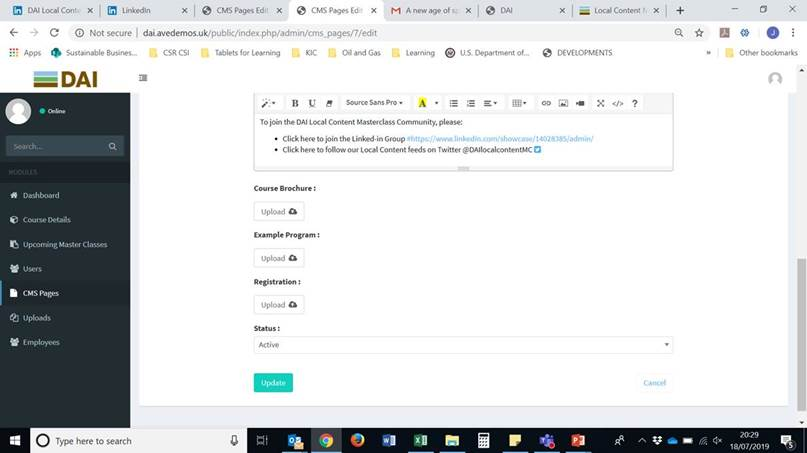 DAI Local Conte
LinkedIn
CMS Pages Edit
CMS Pages Edit
A new age of sp
DAI
Local Content M
Not secure | dai.avedemos.uk/public/index.php/admin/cms_pages/7/edit
Apps
Sustainable Busines...
CSR CSI
Tablets for Learning
KIC
Oil and Gas
Learning
U.S. Department of...
DEVELOPMENTS
»
Other bookmarks
DAI
Online
Search...
MODULES
Dashboard
Course Details
Upcoming Master Classes
Users
CMS Pages
Uploads
Employees
B U Source Sans Pro A </> ?
To join the DAI Local Content Masterclass Community, please:
• Click here to join the Linked-in Group #https://www.linkedin.com/showcase/14028385/admin/
• Click here to follow our Local Content feeds on Twitter @DAIlocalcontentMC
Course Brochure :
Upload
Example Program :
Upload
Registration :
Upload
Status :
Active
Update
Cancel
Type here to search
20:29
18/07/2019